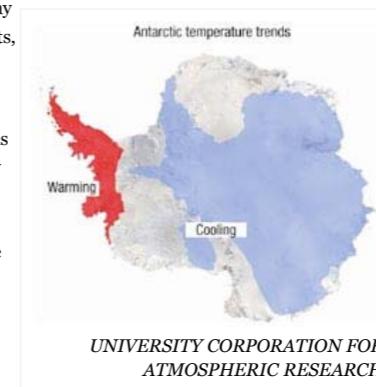 Antarctic temperature trends
Warming
Cooling
UNIVERSITY CORPORATION FOR
ATMOSPHERIC RESEARCH